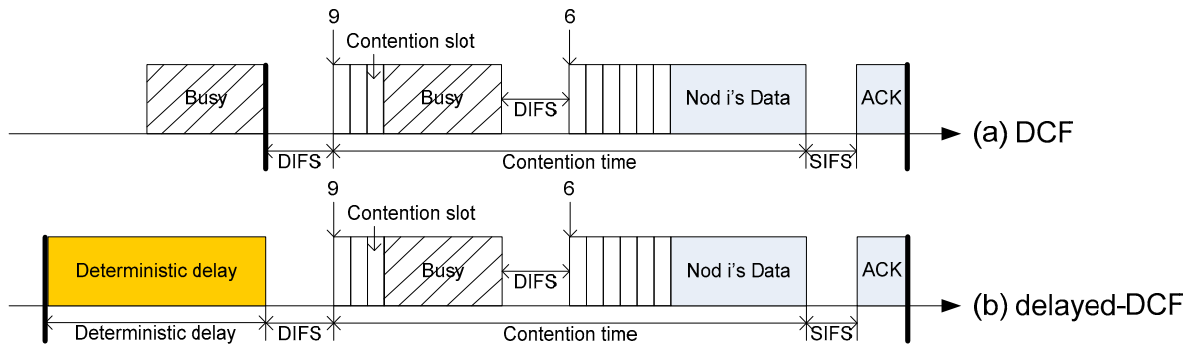 9
6
Contention slot
Busy
Busy
DIFS
Nod i's Data
ACK
(a) DCF
DIFS
Contention time
SIFS
9
6
Contention slot
Deterministic delay
Busy
DIFS
Nod i's Data
ACK
(b) delayed-DCF
Deterministic delay
DIFS
Contention time
SIFS